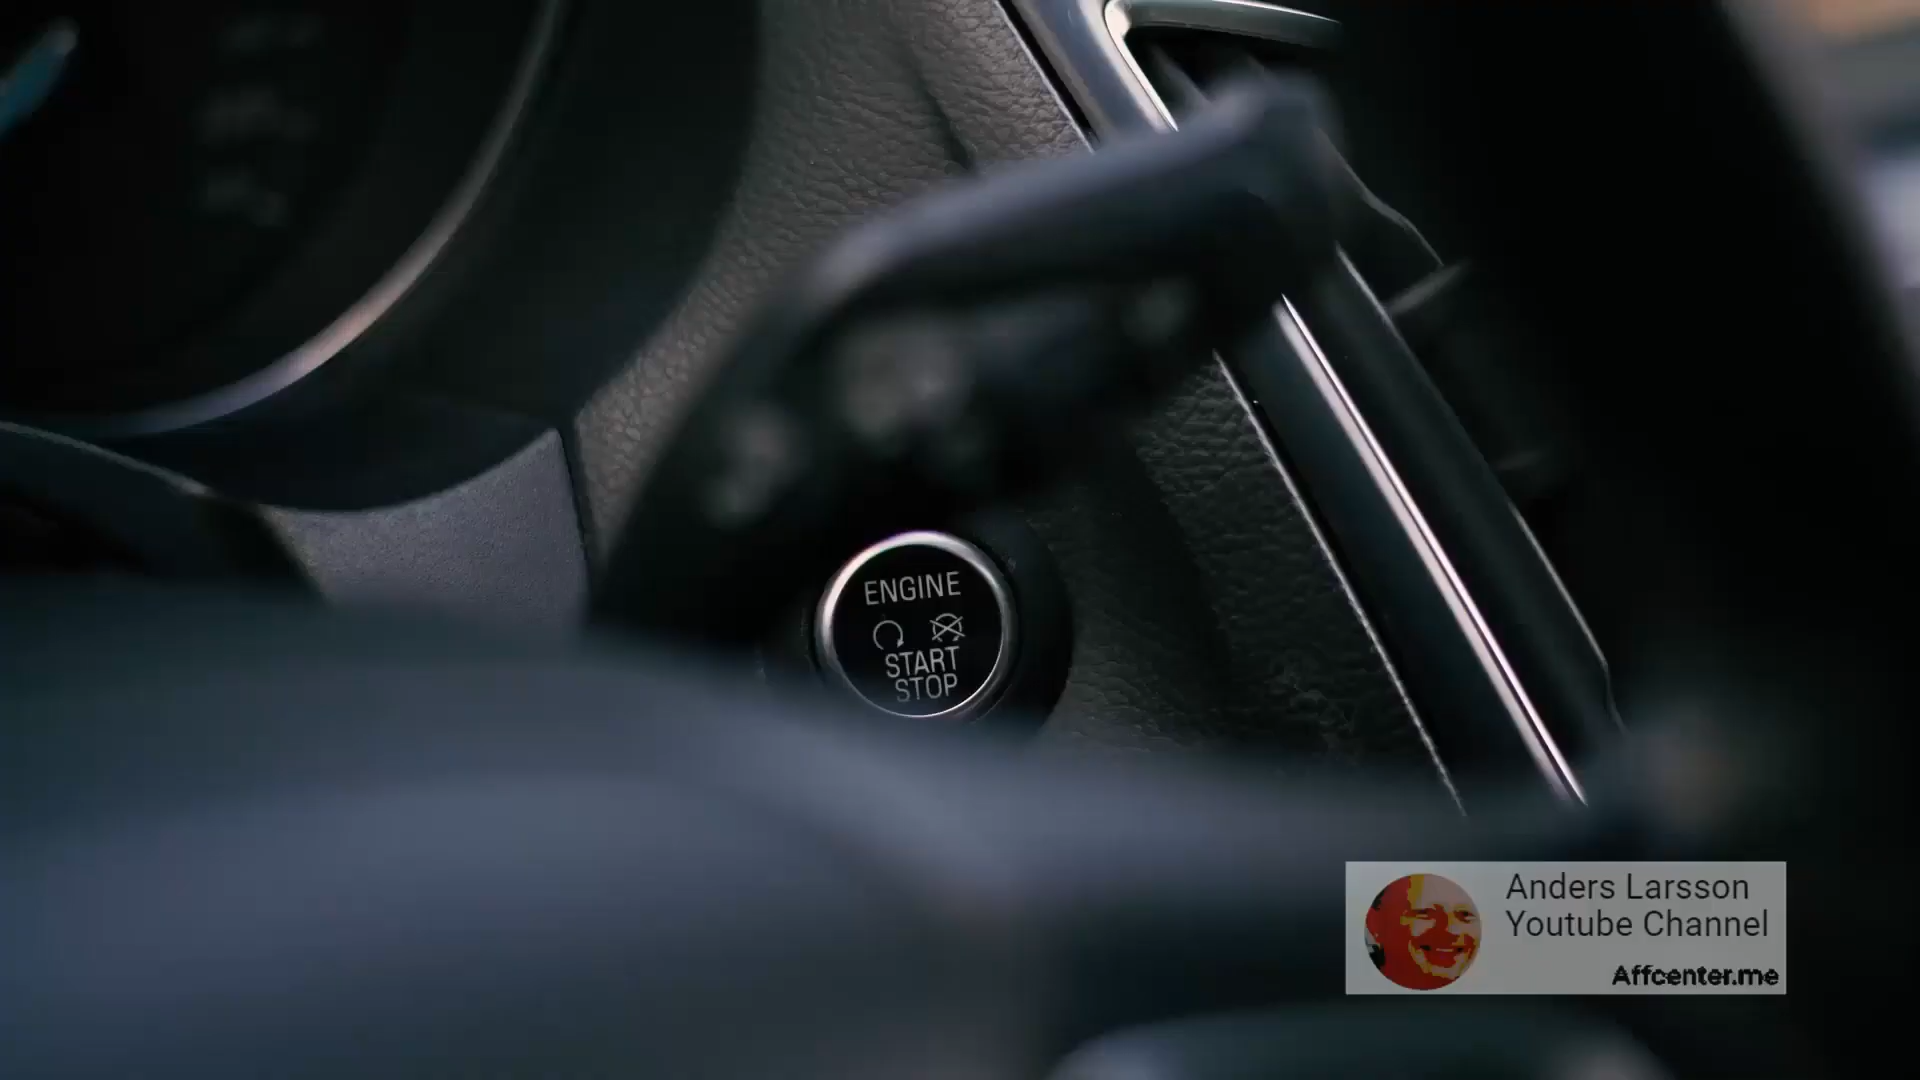 ENGINE
START
STOP
Anders Larsson
Youtube Channel
Affcenter.me